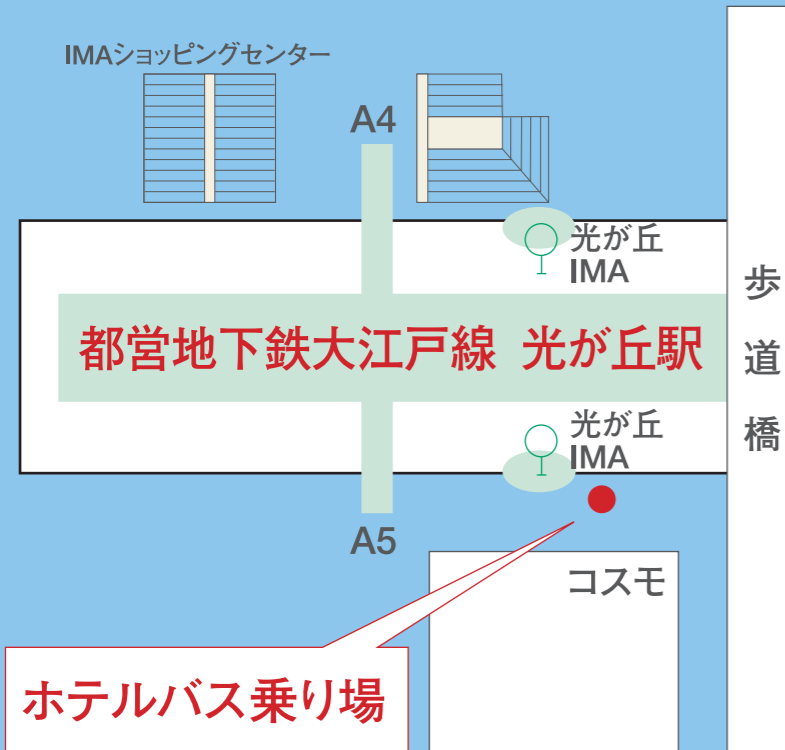 IMAショッピングセンター
A4
光が丘
IMA
都営地下鉄大江戸線 光が丘駅
歩道橋
光が丘
IMA
A5
コスモ
ホテルバス乗り場